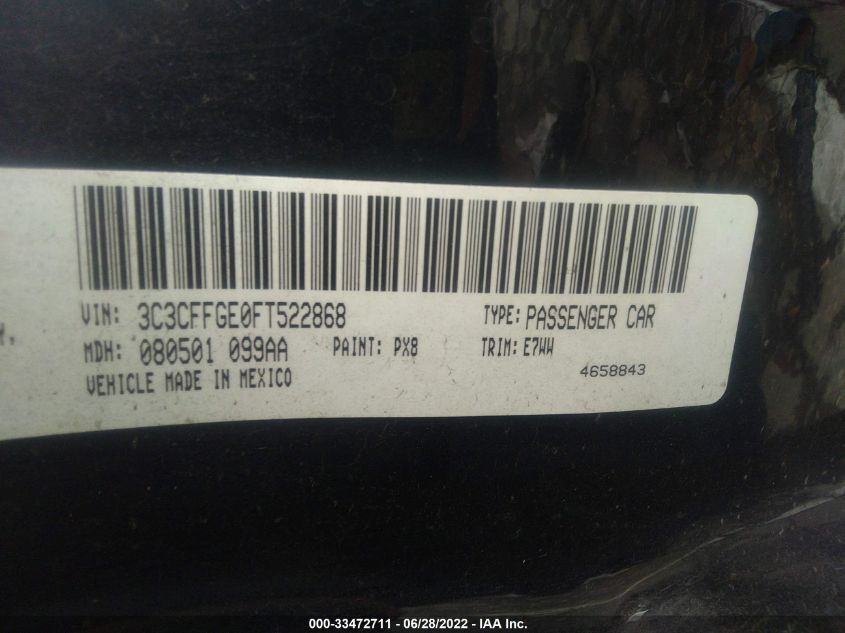 VIN: 3C3CFFGE0FT522868 TYPE: PASSENGER CAR
Y.
MDH: 080501 099AA PAINT: PX8 TRIM: E7WW
VEHICLE MADE IN MEXICO 4658843
000-33472711 - 06/28/2022 - IAA Inc.